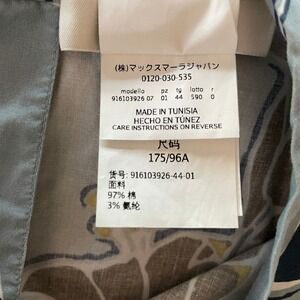 (株)マックスマーラジャパン
0120-030-535
modello pz tg lotto r
916103926 07 01 44 590 0
MADE IN TUNISIA
HECHO EN TÚNEZ
CARE INSTRUCTIONS ON REVERSE
尺码
175/96A
货号: 916103926-44-01
面料
97% 棉
3% 氨纶